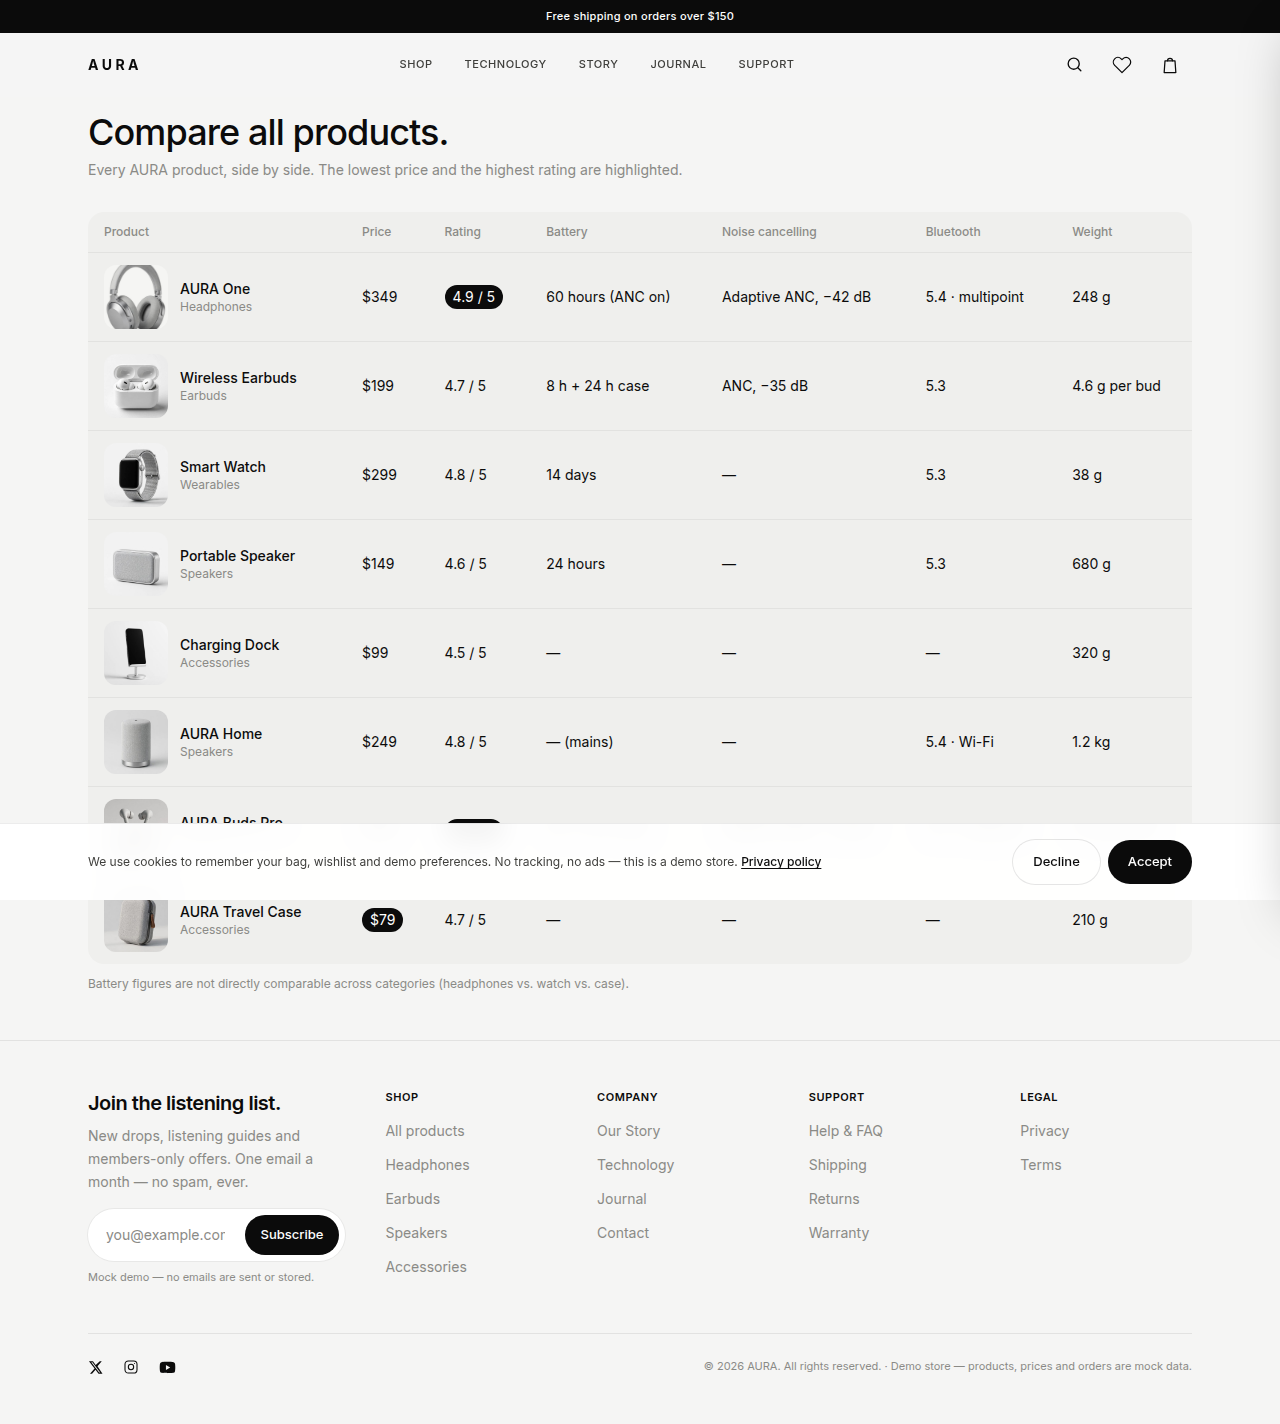 Free shipping on orders over $150
AURA
SHOP TECHNOLOGY STORY JOURNAL SUPPORT
Compare all products.
Every AURA product, side by side. The lowest price and the highest rating are highlighted.
Product Price Rating Battery Noise cancelling Bluetooth Weight
AURA One
Headphones
$349 4.9 / 5 60 hours (ANC on) Adaptive ANC, −42 dB 5.4 · multipoint 248 g
Wireless Earbuds
Earbuds
$199 4.7 / 5 8 h + 24 h case ANC, −35 dB 5.3 4.6 g per bud
Smart Watch
Wearables
$299 4.8 / 5 14 days — 5.3 38 g
Portable Speaker
Speakers
$149 4.6 / 5 24 hours — 5.3 680 g
Charging Dock
Accessories
$99 4.5 / 5 — — — 320 g
AURA Home
Speakers
$249 4.8 / 5 — (mains) — 5.4 · Wi-Fi 1.2 kg
AURA Buds Pro
We use cookies to remember your bag, wishlist and demo preferences. No tracking, no ads — this is a demo store. Privacy policy
Decline Accept
AURA Travel Case
Accessories
$79 4.7 / 5 — — — 210 g
Battery figures are not directly comparable across categories (headphones vs. watch vs. case).
Join the listening list.
New drops, listening guides and
members-only offers. One email a
month — no spam, ever.
you@example.cor
Subscribe
Mock demo — no emails are sent or stored.
SHOP
All products
Headphones
Earbuds
Speakers
Accessories
COMPANY
Our Story
Technology
Journal
Contact
SUPPORT
Help & FAQ
Shipping
Returns
Warranty
LEGAL
Privacy
Terms
© 2026 AURA. All rights reserved. · Demo store — products, prices and orders are mock data.